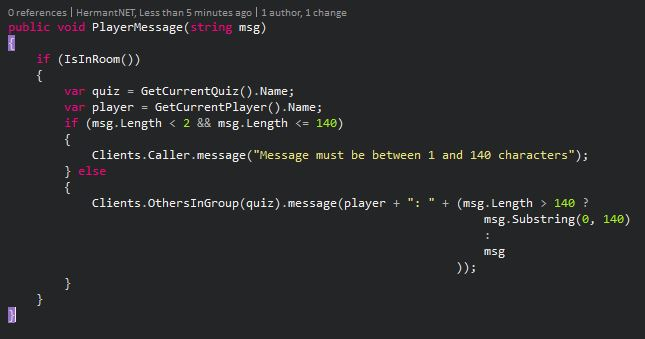 0 references | HermantNET, Less than 5 minutes ago | 1 author, 1 change
public void PlayerMessage(string msg)
{
    if (IsInRoom())
    {
        var quiz = GetCurrentQuiz().Name;
        var player = GetCurrentPlayer().Name;
        if (msg.Length < 2 && msg.Length <= 140)
        {
            Clients.Caller.message("Message must be between 1 and 140 characters");
        } else
        {
            Clients.OthersInGroup(quiz).message(player + ": " + (msg.Length > 140 ?
                                                                    msg.Substring(0, 140)
                                                                    :
                                                                    msg
                                                                ));
        }
    }
}